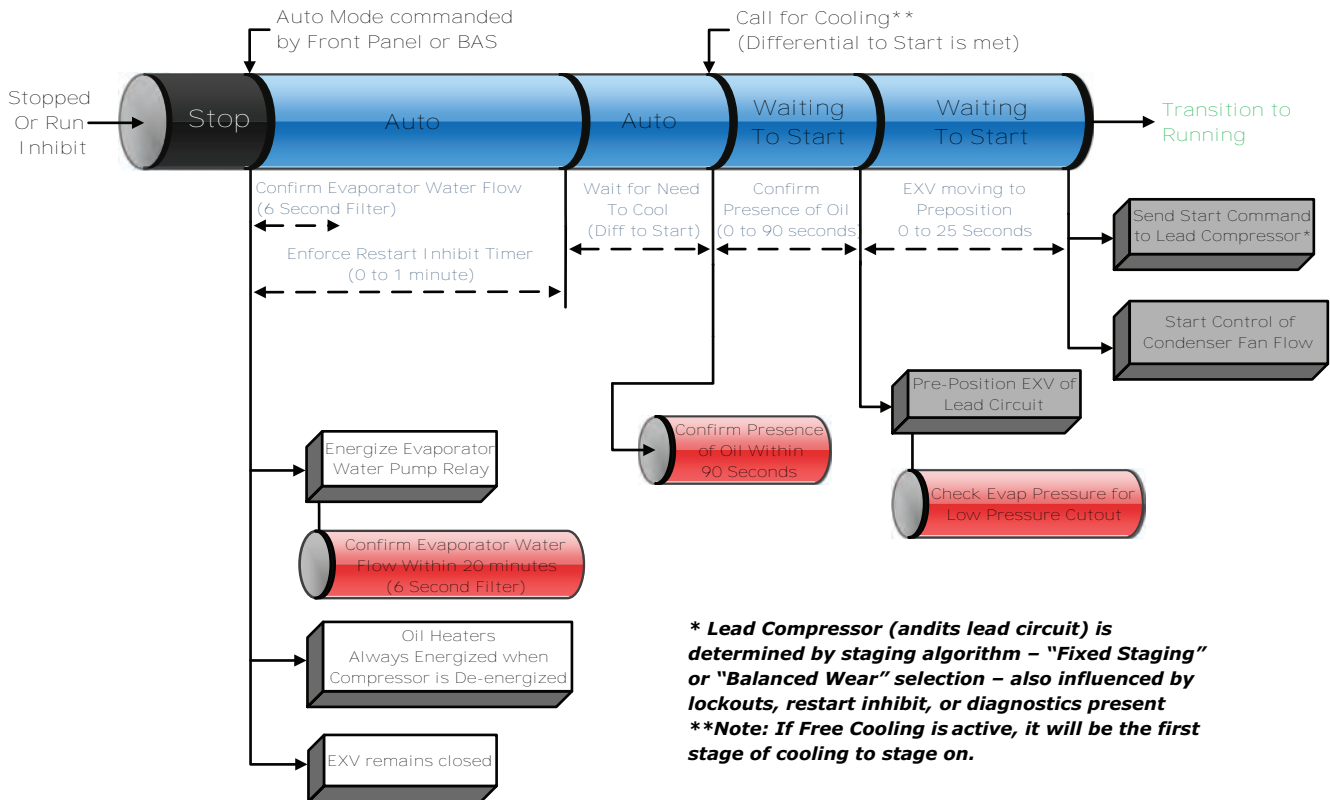 Auto Mode commanded
by Front Panel or BAS
Call for Cooling**
(Differential to Start is met)
Stopped
Or Run
Inhibit
Stop
Auto
Auto
Waiting
To Start
Waiting
To Start
Transition to
Running
Confirm Evaporator Water Flow
(6 Second Filter)
Enforce Restart Inhibit Timer
(0 to 1 minute)
Wait for Need
To Cool
(Diff to Start)
Confirm
Presence of Oil
(0 to 90 seconds)
EXV moving to
Preposition
0 to 25 Seconds
Send Start Command
to Lead Compressor*
Start Control of
Condenser Fan Flow
Pre-Position EXV of
Lead Circuit
Confirm Presence
of Oil Within
90 Seconds
Check Evap Pressure for
Low Pressure Cutout
Energize Evaporator
Water Pump Relay
Confirm Evaporator Water
Flow Within 20 minutes
(6 Second Filter)
Oil Heaters
Always Energized when
Compressor is De-energized
EXV remains closed
* Lead Compressor (andits lead circuit) is
determined by staging algorithm – “Fixed Staging”
or “Balanced Wear” selection – also influenced by
lockouts, restart inhibit, or diagnostics present
**Note: If Free Cooling is active, it will be the first
stage of cooling to stage on.